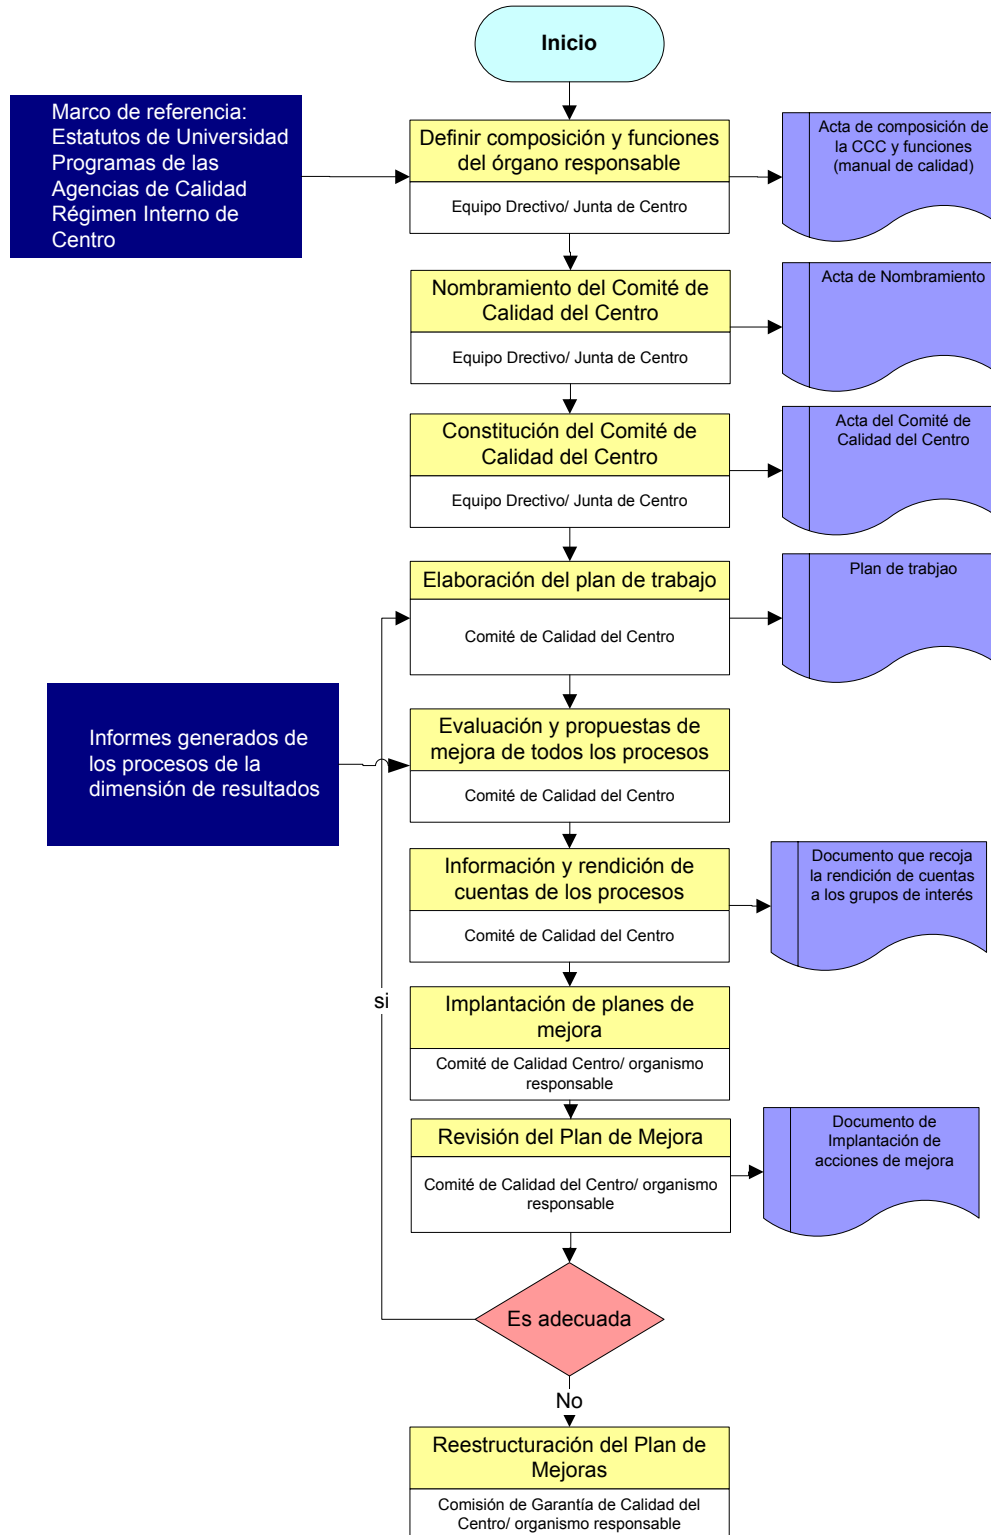 Inicio
Marco de referencia:
Estatutos de Universidad
Programas de las
Agencias de Calidad
Régimen Interno de
Centro
Definir composición y funciones
del órgano responsable
Equipo Drectivo/ Junta de Centro
Acta de composición de
la CCC y funciones
(manual de calidad)
Nombramiento del Comité de
Calidad del Centro
Equipo Drectivo/ Junta de Centro
Acta de Nombramiento
Constitución del Comité de
Calidad del Centro
Equipo Drectivo/ Junta de Centro
Acta del Comité de
Calidad del Centro
Elaboración del plan de trabajo
Comité de Calidad del Centro
Plan de trabjao
Informes generados de
los procesos de la
dimensión de resultados
Evaluación y propuestas de
mejora de todos los procesos
Comité de Calidad del Centro
Información y rendición de
cuentas de los procesos
Comité de Calidad del Centro
Documento que recoja
la rendición de cuentas
a los grupos de interés
si
Implantación de planes de
mejora
Comité de Calidad Centro/ organismo
responsable
Revisión del Plan de Mejora
Comité de Calidad del Centro/ organismo
responsable
Documento de
Implantación de
acciones de mejora
Es adecuada
No
Reestructuración del Plan de
Mejoras
Comisión de Garantía de Calidad del
Centro/ organismo responsable